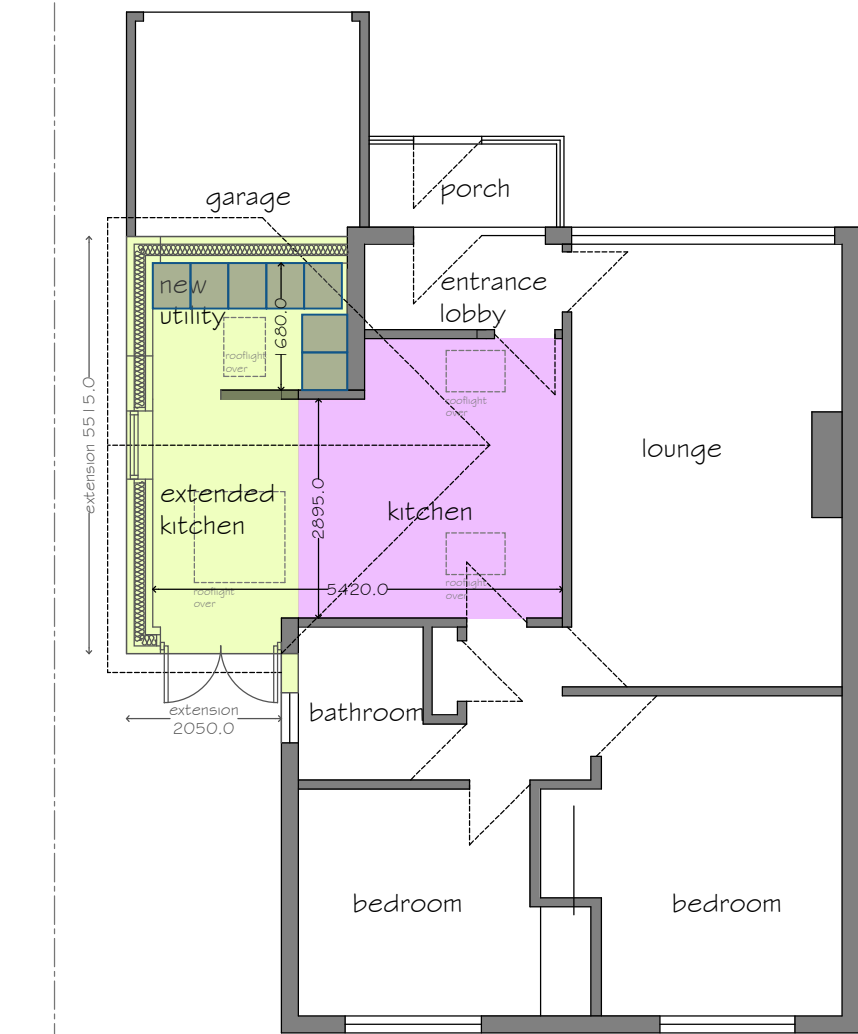 porch
garage
new
utility
entrance
lobby
1680.0
rooflight
over
rooflight
over
extension 5515.0
lounge
extended
kitchen
2895.0
kitchen
rooflight
over
rooflight
over
5420.0
bathroom
extension
2050.0
bedroom
bedroom